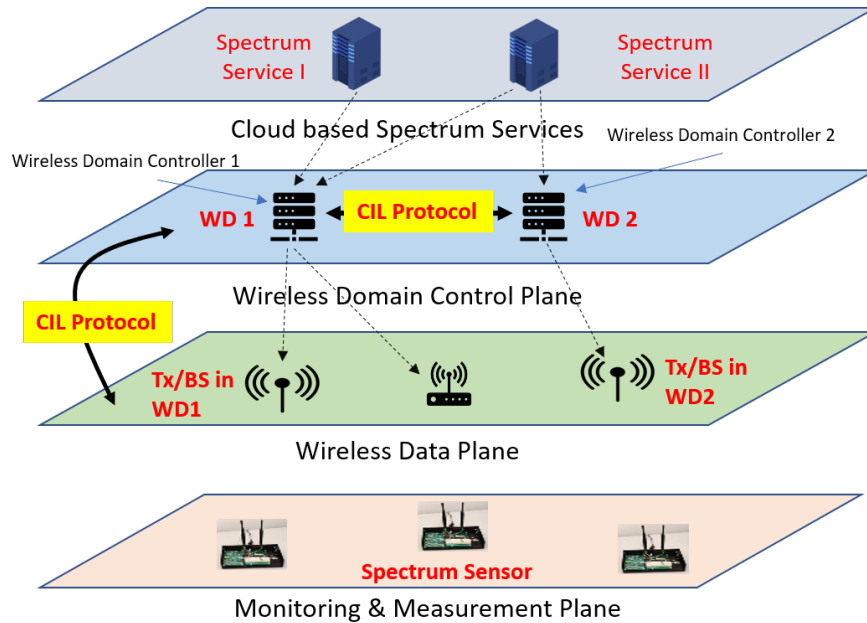 Spectrum
Service I
Spectrum
Service II
Cloud based Spectrum Services
Wireless Domain Controller 1
Wireless Domain Controller 2
WD 1
CIL Protocol
WD 2
Wireless Domain Control Plane
CIL Protocol
Tx/BS in
WD1
Tx/BS in
WD2
Wireless Data Plane
Spectrum Sensor
Monitoring & Measurement Plane